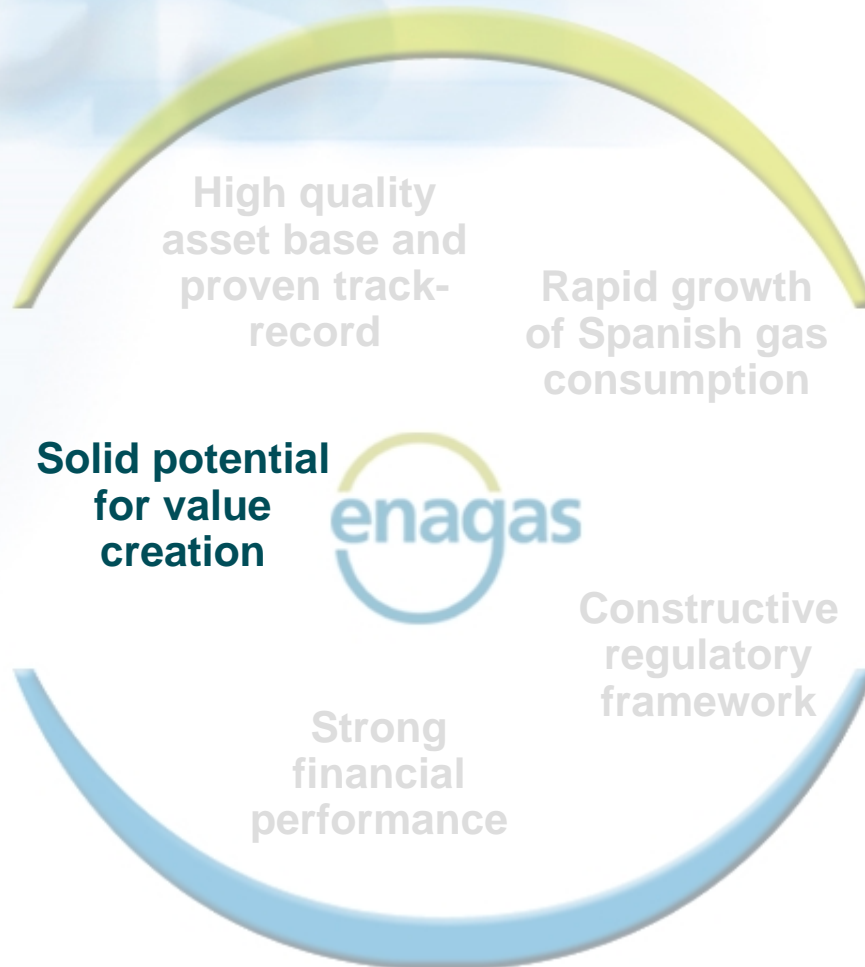 High quality
asset base and
proven track-
record
Rapid growth
of Spanish gas
consumption
Solid potential
for value
creation
enagas
Constructive
regulatory
framework
Strong
financial
performance